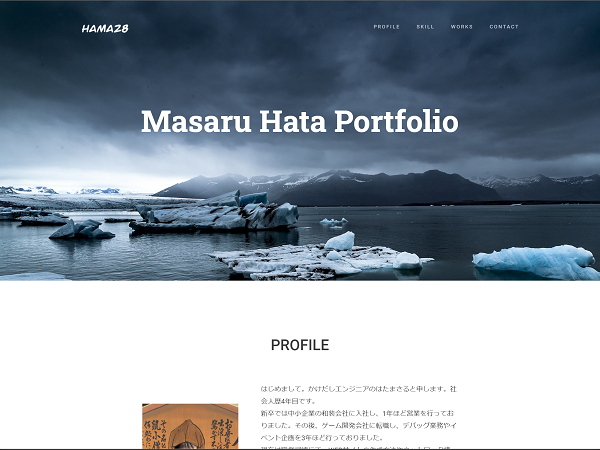 HAMA28
PROFILE SKILL WORKS CONTACT
Masaru Hata Portfolio
PROFILE
はじめまして。かけだしエンジニアのはたまさると申します。社
会人歴4年目です。
新卒では中小企業の和装会社に入社し、1年ほど営業を行ってお
りました。その後、ゲーム開発会社に転職し、デバッグ業務やイ
ベント企画を3年ほど行っておりました。